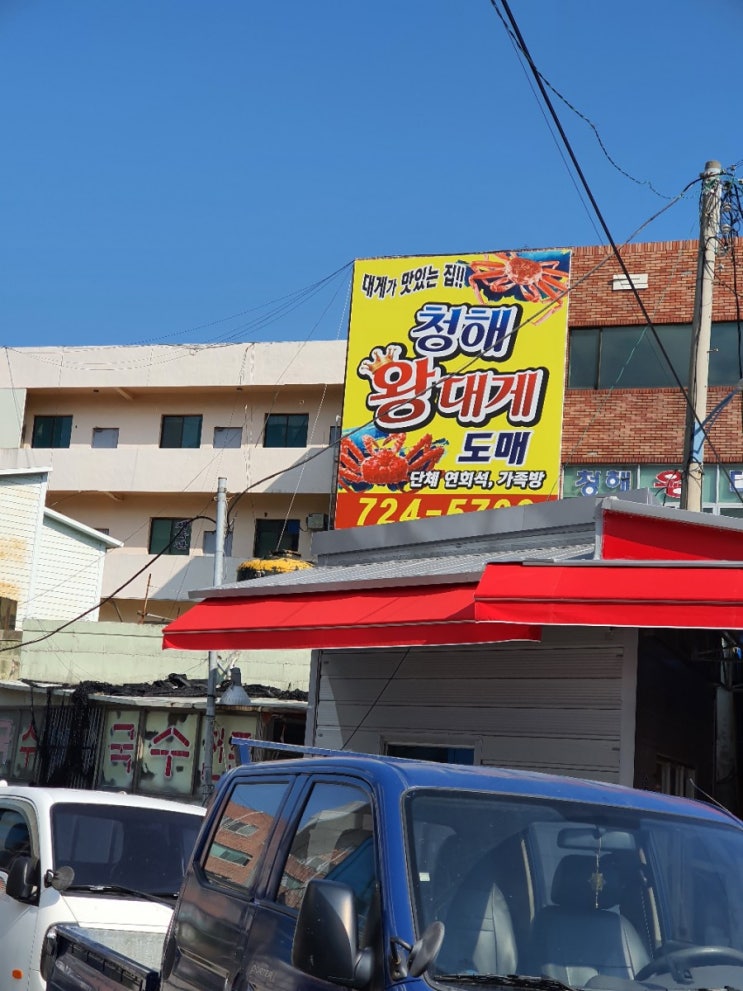 대게가 맛있는 집!!
청해
왕대게
도매
단체 연회석, 가족방
청해
국수